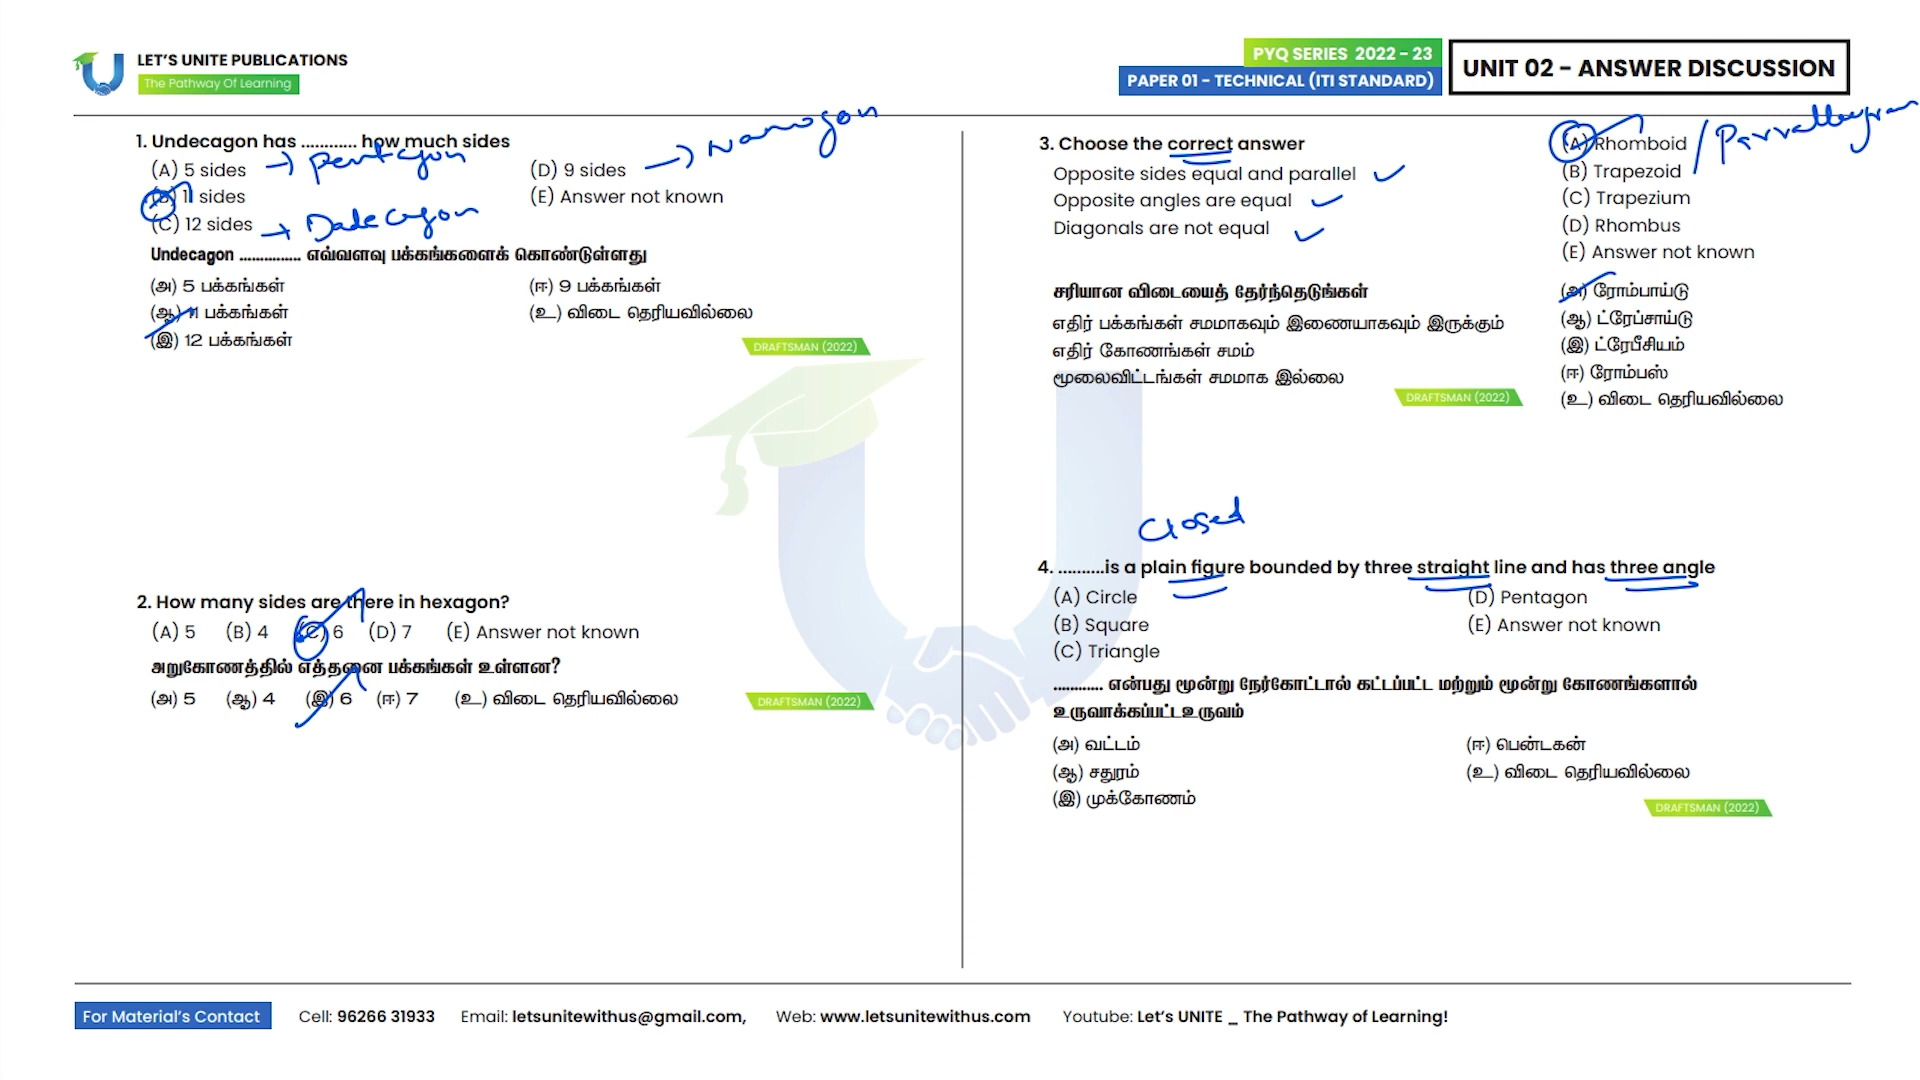 LET'S UNITE PUBLICATIONS
The Pathway Of Learning
PYQ SERIES 2022 - 23
PAPER 01 - TECHNICAL (ITI STANDARD)
UNIT 02 - ANSWER DISCUSSION
1. Undecagon has ............ how much sides
(A) 5 sides → pentagon
(B) 11 sides
(C) 12 sides →
(D) 9 sides →
(E) Answer not known
Undecagon ............... எவ்வளவு பக்கங்களைக் கொண்டுள்ளது
(அ) 5 பக்கங்கள்
(ஆ) 11 பக்கங்கள்
(இ) 12 பக்கங்கள்
(ஈ) 9 பக்கங்கள்
(உ) விடை தெரியவில்லை
DRAFTSMAN (2022)
2. How many sides are there in hexagon?
(A) 5 (B) 4 (C) 6 (D) 7 (E) Answer not known
அறுகோணத்தில் எத்தனை பக்கங்கள் உள்ளன?
(அ) 5 (ஆ) 4 (இ) 6 (ஈ) 7 (உ) விடை தெரியவில்லை
DRAFTSMAN (2022)
3. Choose the correct answer
Opposite sides equal and parallel
Opposite angles are equal
Diagonals are not equal
(A) Rhomboid /
(B) Trapezoid
(C) Trapezium
(D) Rhombus
(E) Answer not known
சரியான விடையைத் தேர்ந்தெடுங்கள்
எதிர் பக்கங்கள் சமமாகவும் இணையாகவும் இருக்கும்
எதிர் கோணங்கள் சமம்
மூலைவிட்டங்கள் சமமாக இல்லை
(அ) ரோம்பாய்டு
(ஆ) ட்ரேப்சாய்டு
(இ) ட்ரேபீசியம்
(ஈ) ரோம்பஸ்
(உ) விடை தெரியவில்லை
DRAFTSMAN (2022)
closed
4. ..........is a plain figure bounded by three straight line and has three angle
(A) Circle
(B) Square
(C) Triangle
(D) Pentagon
(E) Answer not known
............ என்பது மூன்று நேர்கோட்டால் கட்டப்பட்ட மற்றும் மூன்று கோணங்களால்
உருவாக்கப்பட்டஉருவம்
(அ) வட்டம்
(ஆ) சதுரம்
(இ) முக்கோணம்
(ஈ) பென்டகன்
(உ) விடை தெரியவில்லை
DRAFTSMAN (2022)
For Material's Contact
Cell: 96266 31933 Email: letsunitewithus@gmail.com, Web: www.letsunitewithus.com Youtube: Let's UNITE _ The Pathway of Learning!